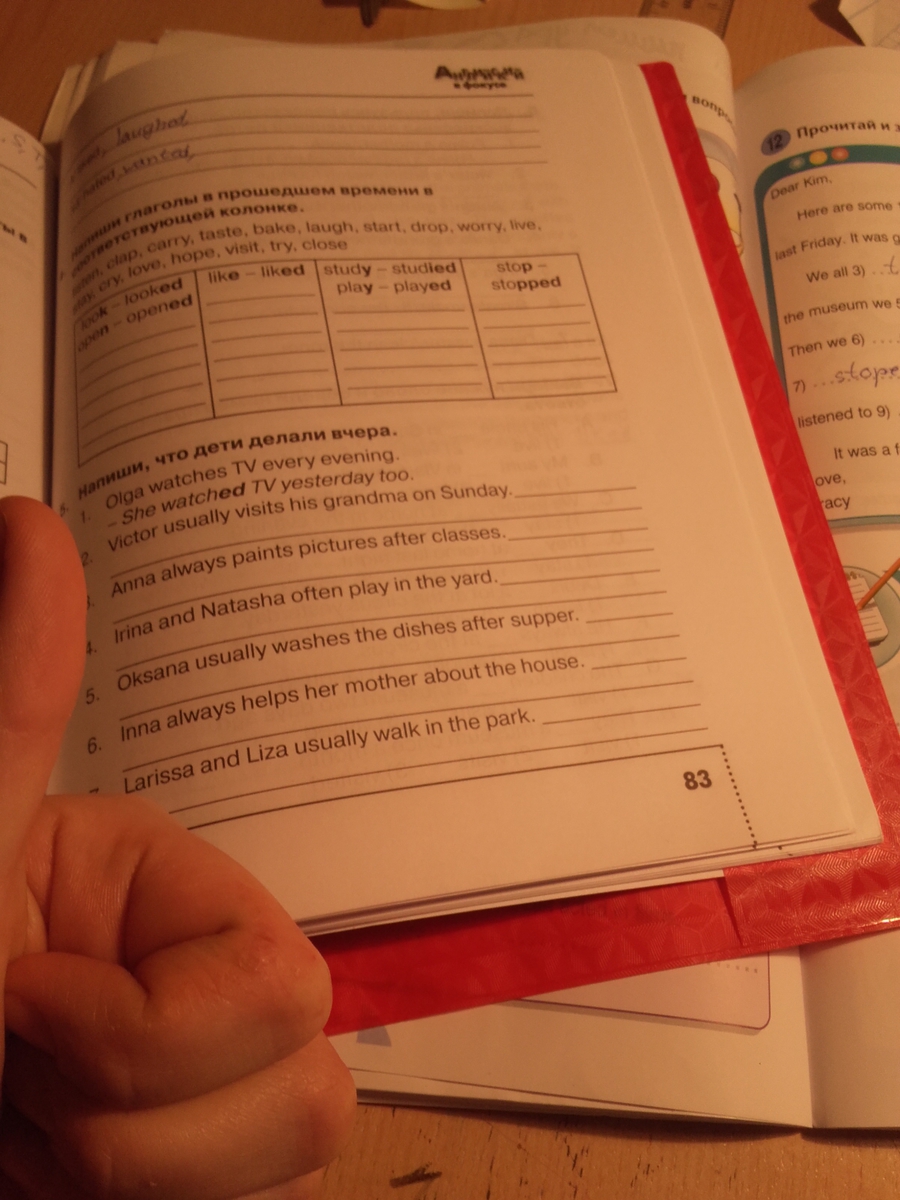 Английский
в фокусе
laughed
wanted
Напиши глаголы в прошедшем времени в
соответствующей колонке.
clap, carry, taste, bake, laugh, start, drop, worry, live,
cry, love, hope, visit, try, close
look – looked
open – opened
like – liked
study – studied
play – played
stop –
stopped
5. Напиши, что дети делали вчера.
1. Olga watches TV every evening.
– She watched TV yesterday too.
2. Victor usually visits his grandma on Sunday.
3. Anna always paints pictures after classes.
4. Irina and Natasha often play in the yard.
5. Oksana usually washes the dishes after supper.
6. Inna always helps her mother about the house.
Larissa and Liza usually walk in the park.
83
12 Прочитай и
Dear Kim,
Here are some
last Friday. It was
We all 3)
the museum we
Then we 6)
7) stope
listened to 9)
It was a